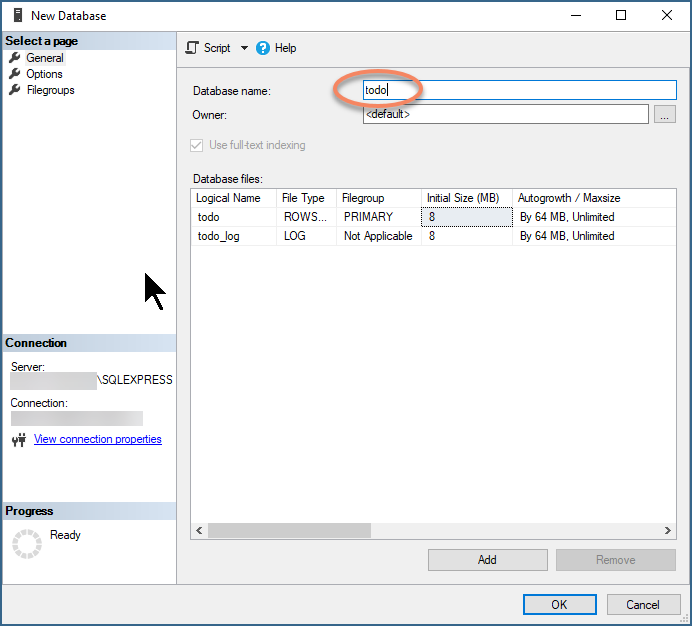 New Database
Select a page
General
Options
Filegroups
Script
Help
Database name:
todo
Owner:
<default>
...
Use full-text indexing
Database files:
Logical Name File Type Filegroup Initial Size (MB) Autogrowth / Maxsize
todo ROWS... PRIMARY 8 By 64 MB, Unlimited
todo_log LOG Not Applicable 8 By 64 MB, Unlimited
Connection
Server:
\SQLEXPRESS
Connection:
View connection properties
Progress
Ready
Add
Remove
OK
Cancel